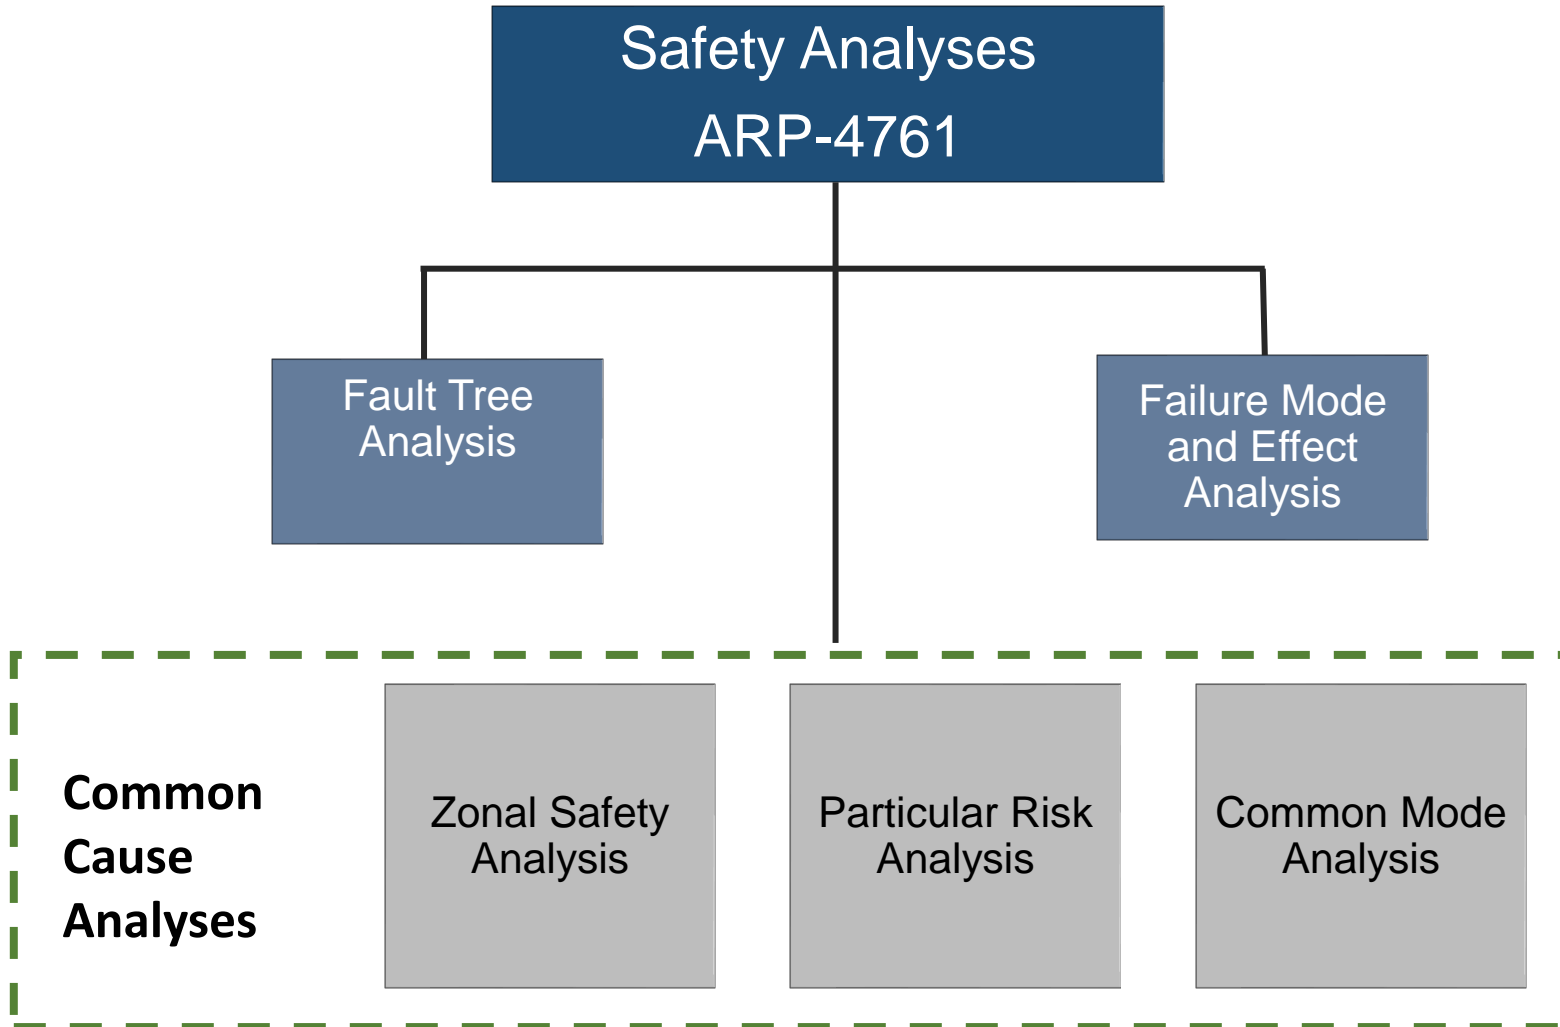 Safety Analyses
ARP-4761
Fault Tree
Analysis
Failure Mode
and Effect
Analysis
Common
Cause
Analyses
Zonal Safety
Analysis
Particular Risk
Analysis
Common Mode
Analysis